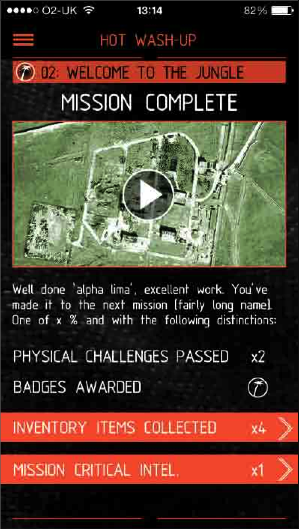 O2-UK 13:14 82%
HOT WASH-UP
02: WELCOME TO THE JUNGLE
MISSION COMPLETE
Well done 'alpha lima', excellent work. You've
made it to the next mission (fairly long name).
One of x % and with the following distinctions:
PHYSICAL CHALLENGES PASSED x2
BADGES AWARDED
INVENTORY ITEMS COLLECTED x4
MISSION CRITICAL INTEL. x1